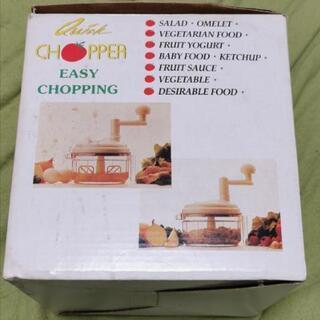 Quick
CHOPPER
EASY
CHOPPING
SALAD · OMELET ·
VEGETARIAN FOOD ·
FRUIT YOGURT ·
BABY FOOD · KETCHUP ·
FRUIT SAUCE ·
VEGETABLE ·
DESIRABLE FOOD ·